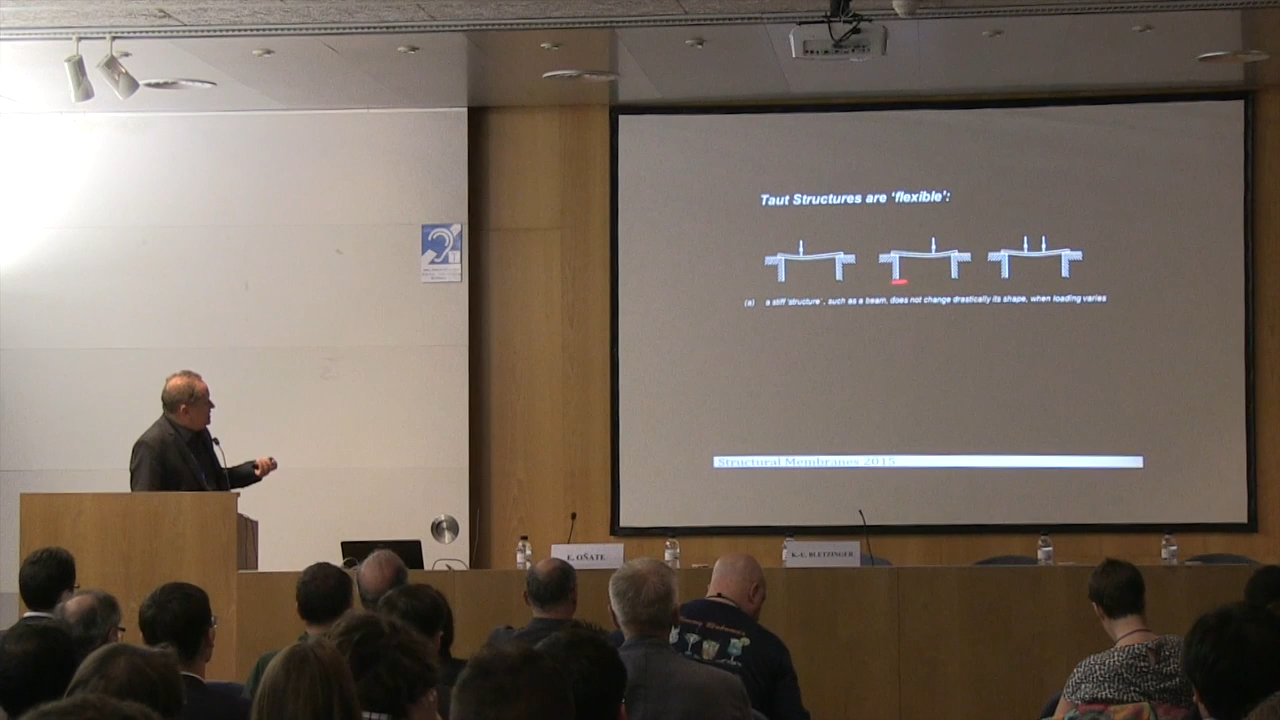 Taut Structures are 'flexible':
(a) a stiff 'structure', such as a beam, does not change drastically its shape, when loading varies
Structural Membranes 2015
E. OÑATE
K.-U. BLETZINGER
T